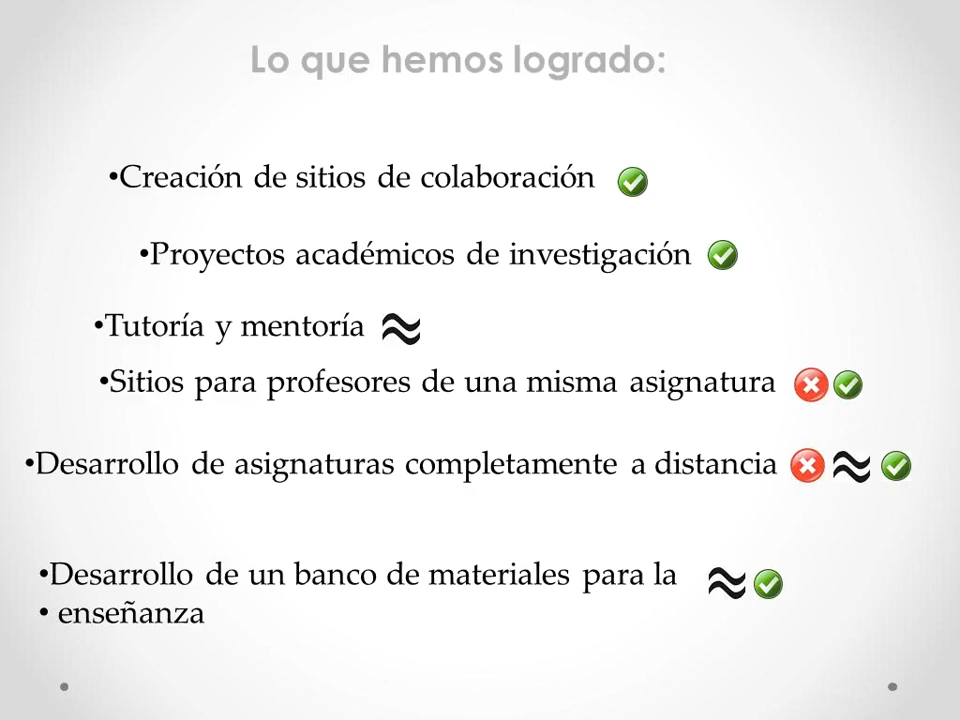 Lo que hemos logrado:
•Creación de sitios de colaboración
•Proyectos académicos de investigación
•Tutoría y mentoría ≈
•Sitios para profesores de una misma asignatura
•Desarrollo de asignaturas completamente a distancia ≈
•Desarrollo de un banco de materiales para la ≈
• enseñanza